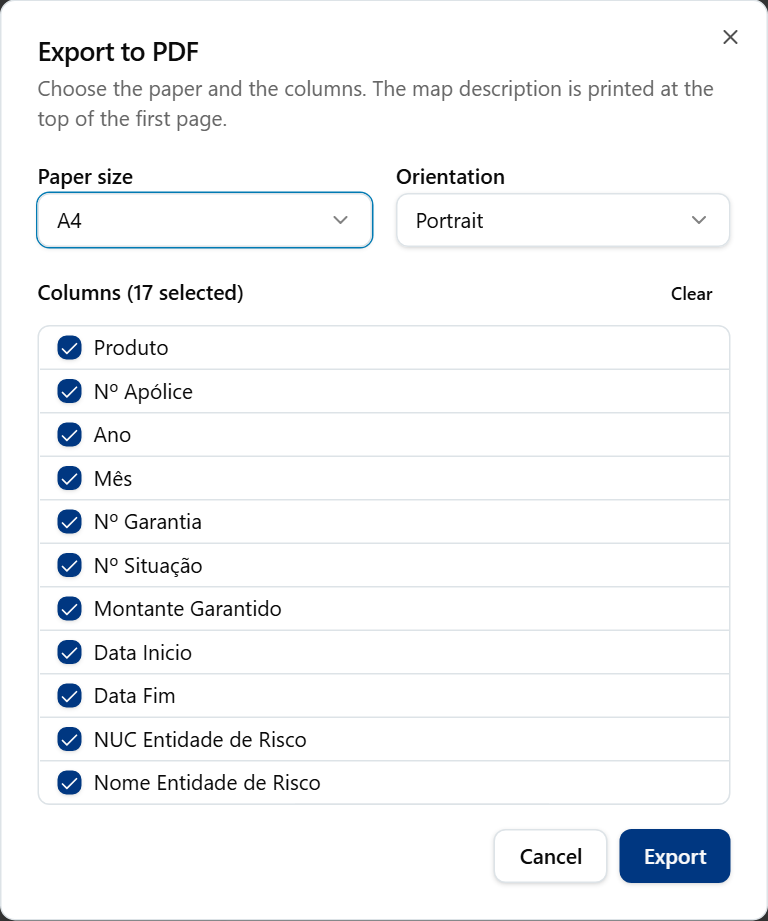 Export to PDF
Choose the paper and the columns. The map description is printed at the
top of the first page.
Paper size
Orientation
A4
Portrait
Columns (17 selected)
Clear
Produto
Nº Apólice
Ano
Mês
Nº Garantia
Nº Situação
Montante Garantido
Data Inicio
Data Fim
NUC Entidade de Risco
Nome Entidade de Risco
Cancel
Export